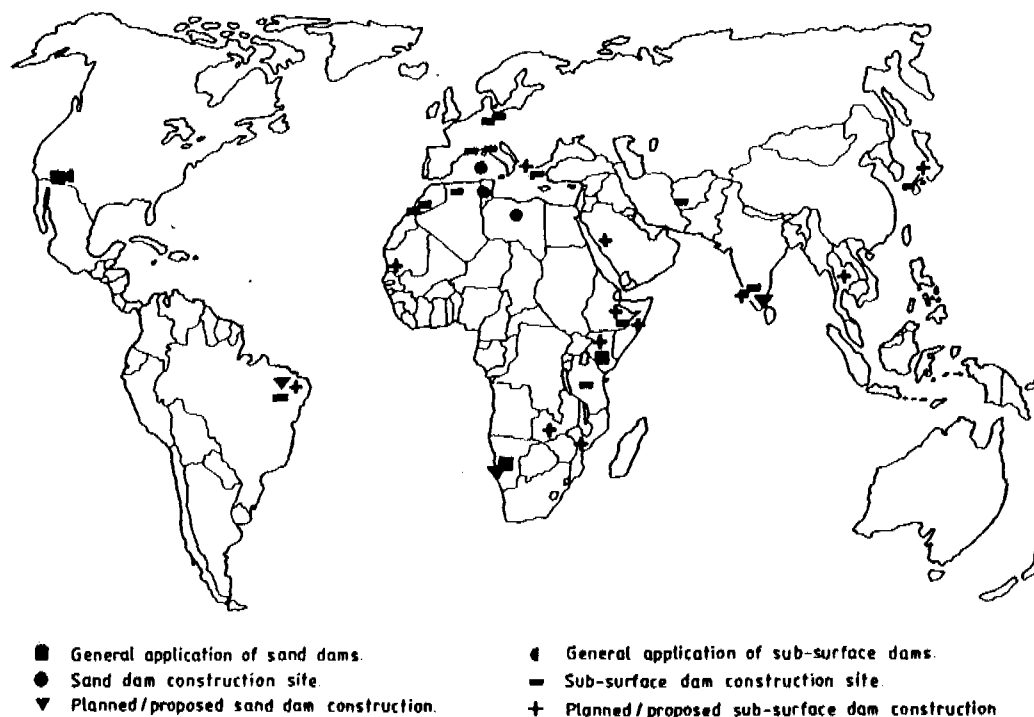 General application of sand dams.
Sand dam construction site.
Planned/proposed sand dam construction.
General application of sub-surface dams.
Sub-surface dam construction site.
Planned/proposed sub-surface dam construction